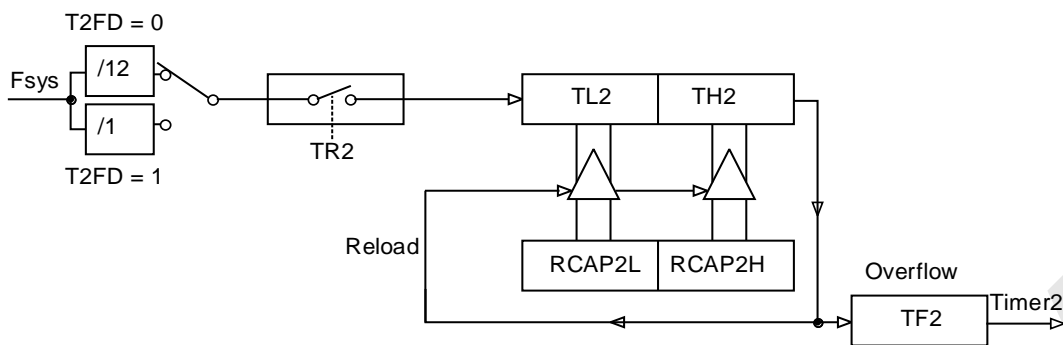 T2FD = 0
Fsys
/12
/1
T2FD = 1
TR2
TL2
TH2
Reload
RCAP2L
RCAP2H
Overflow
TF2
Timer2